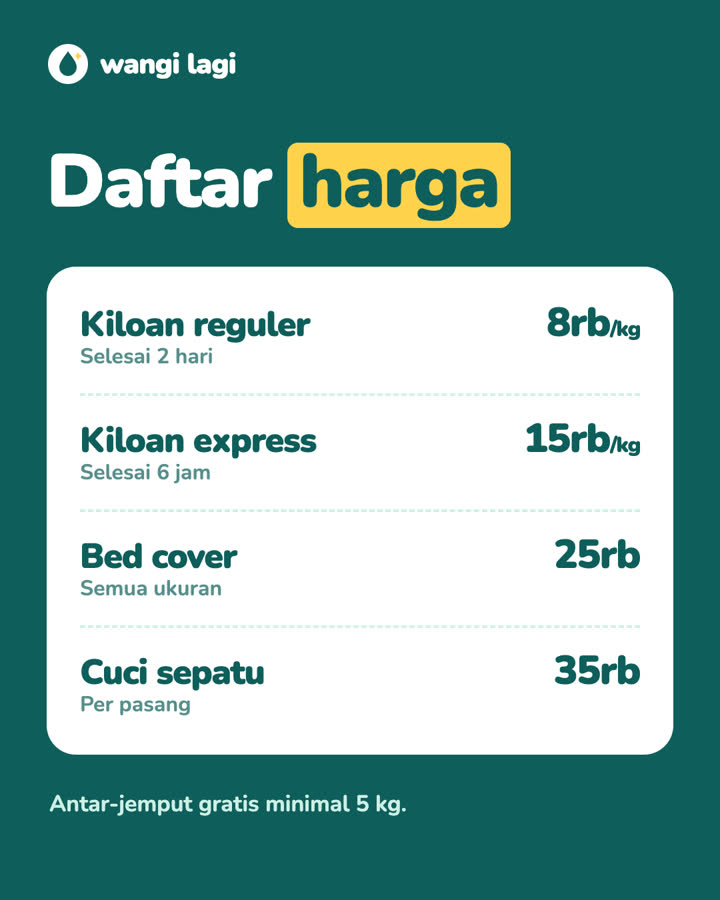 wangi lagi
Daftar harga
Kiloan reguler 8rb/kg
Selesai 2 hari
Kiloan express 15rb/kg
Selesai 6 jam
Bed cover 25rb
Semua ukuran
Cuci sepatu 35rb
Per pasang
Antar-jemput gratis minimal 5 kg.